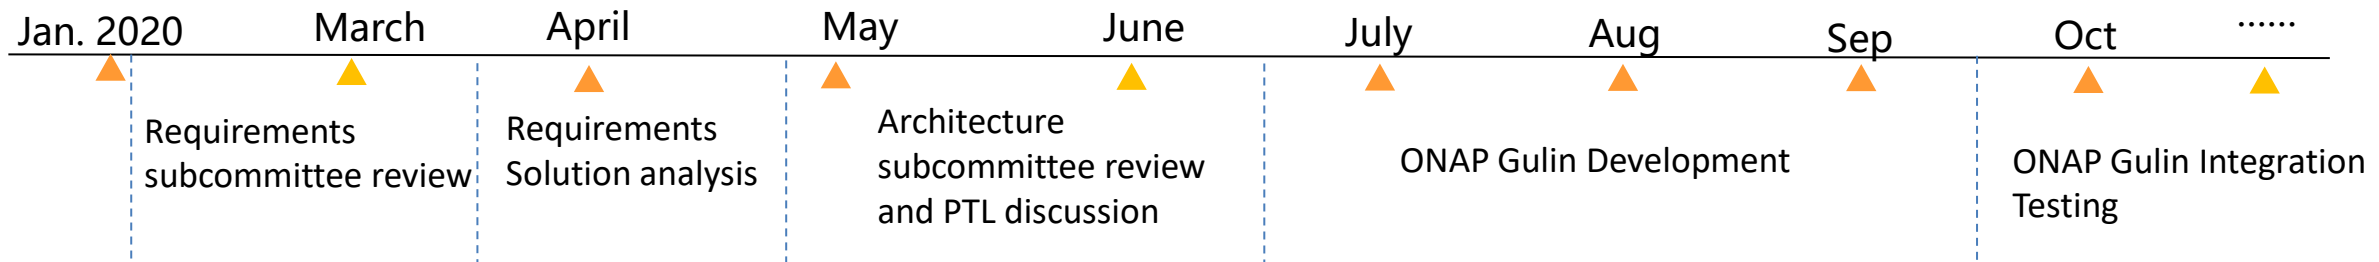 Jan. 2020
March
April
May
June
July
Aug
Sep
Oct
......
Requirements
subcommittee review
Requirements
Solution analysis
Architecture
subcommittee review
and PTL discussion
ONAP Gulin Development
ONAP Gulin Integration
Testing